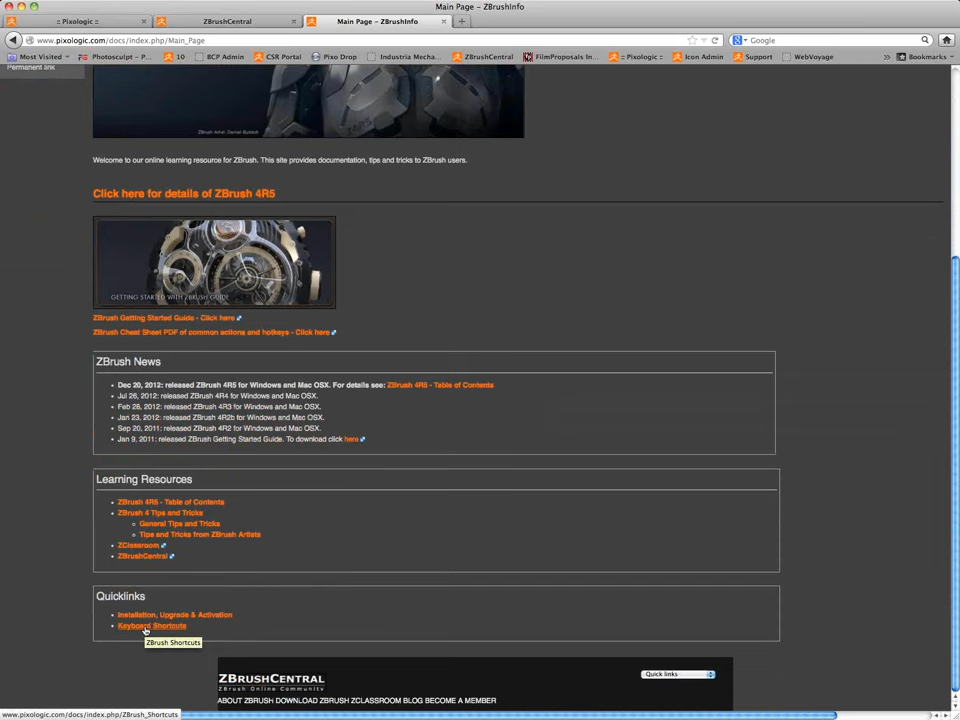 Main Page - ZBrushInfo
:: Pixologic ::
ZBrushCentral
Main Page - ZBrushInfo
www.pixologic.com/docs/index.php/Main_Page
Google
Most Visited
Photosculpt - P...
10
BCP Admin
CSR Portal
Pixo Drop
Industria Mecha...
ZBrushCentral
FilmProposals In...
:: Pixologic ::
Icon Admin
Support
WebVoyage
Bookmarks
Permanent link
Welcome to our online learning resource for ZBrush. This site provides documentation, tips and tricks to ZBrush users.
Click here for details of ZBrush 4R5
GETTING STARTED WITH ZBRUSH GUIDE
ZBrush Getting Started Guide - Click here
ZBrush Cheat Sheet PDF of common actions and hotkeys - Click here
ZBrush News
Dec 20, 2012: released ZBrush 4R5 for Windows and Mac OSX. For details see: ZBrush 4R5 - Table of Contents
Jul 26, 2012: released ZBrush 4R4 for Windows and Mac OSX.
Feb 28, 2012: released ZBrush 4R3 for Windows and Mac OSX.
Jan 23, 2012: released ZBrush 4R2b for Windows and Mac OSX.
Sep 20, 2011: released ZBrush 4R2 for Windows and Mac OSX.
Jan 9, 2011: released ZBrush Getting Started Guide. To download click here
Learning Resources
ZBrush 4R5 - Table of Contents
ZBrush 4 Tips and Tricks
General Tips and Tricks
Tips and Tricks from ZBrush Artists
ZClassroom
ZBrushCentral
Quicklinks
Installation, Upgrade & Activation
Keyboard Shortcuts
ZBrush Shortcuts
ZBRUSHCENTRAL
ZBrush Online Community
Quick links
ABOUT ZBRUSH DOWNLOAD ZBRUSH ZCLASSROOM BLOG BECOME A MEMBER
www.pixologic.com/docs/index.php/ZBrush_Shortcuts